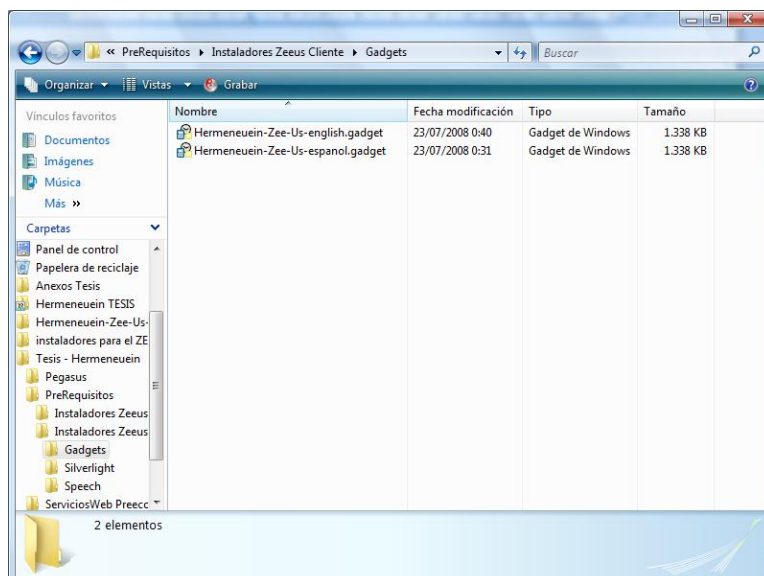 « PreRequisitos ▸ Instaladores Zeeus Cliente ▸ Gadgets
Buscar
Organizar
Vistas
Grabar
Vínculos favoritos
Documentos
Imágenes
Música
Más »
Carpetas
Panel de control
Papelera de reciclaje
Anexos Tesis
Hermeneuein TESIS
Hermeneuein-Zee-Us-
instaladores para el ZE
Tesis - Hermeneuein
Pegasus
PreRequisitos
Instaladores Zeeus
Instaladores Zeeus
Gadgets
Silverlight
Speech
ServiciosWeb Preecc
Nombre Fecha modificación Tipo Tamaño
Hermeneuein-Zee-Us-english.gadget 23/07/2008 0:40 Gadget de Windows 1.338 KB
Hermeneuein-Zee-Us-espanol.gadget 23/07/2008 0:31 Gadget de Windows 1.338 KB
2 elementos